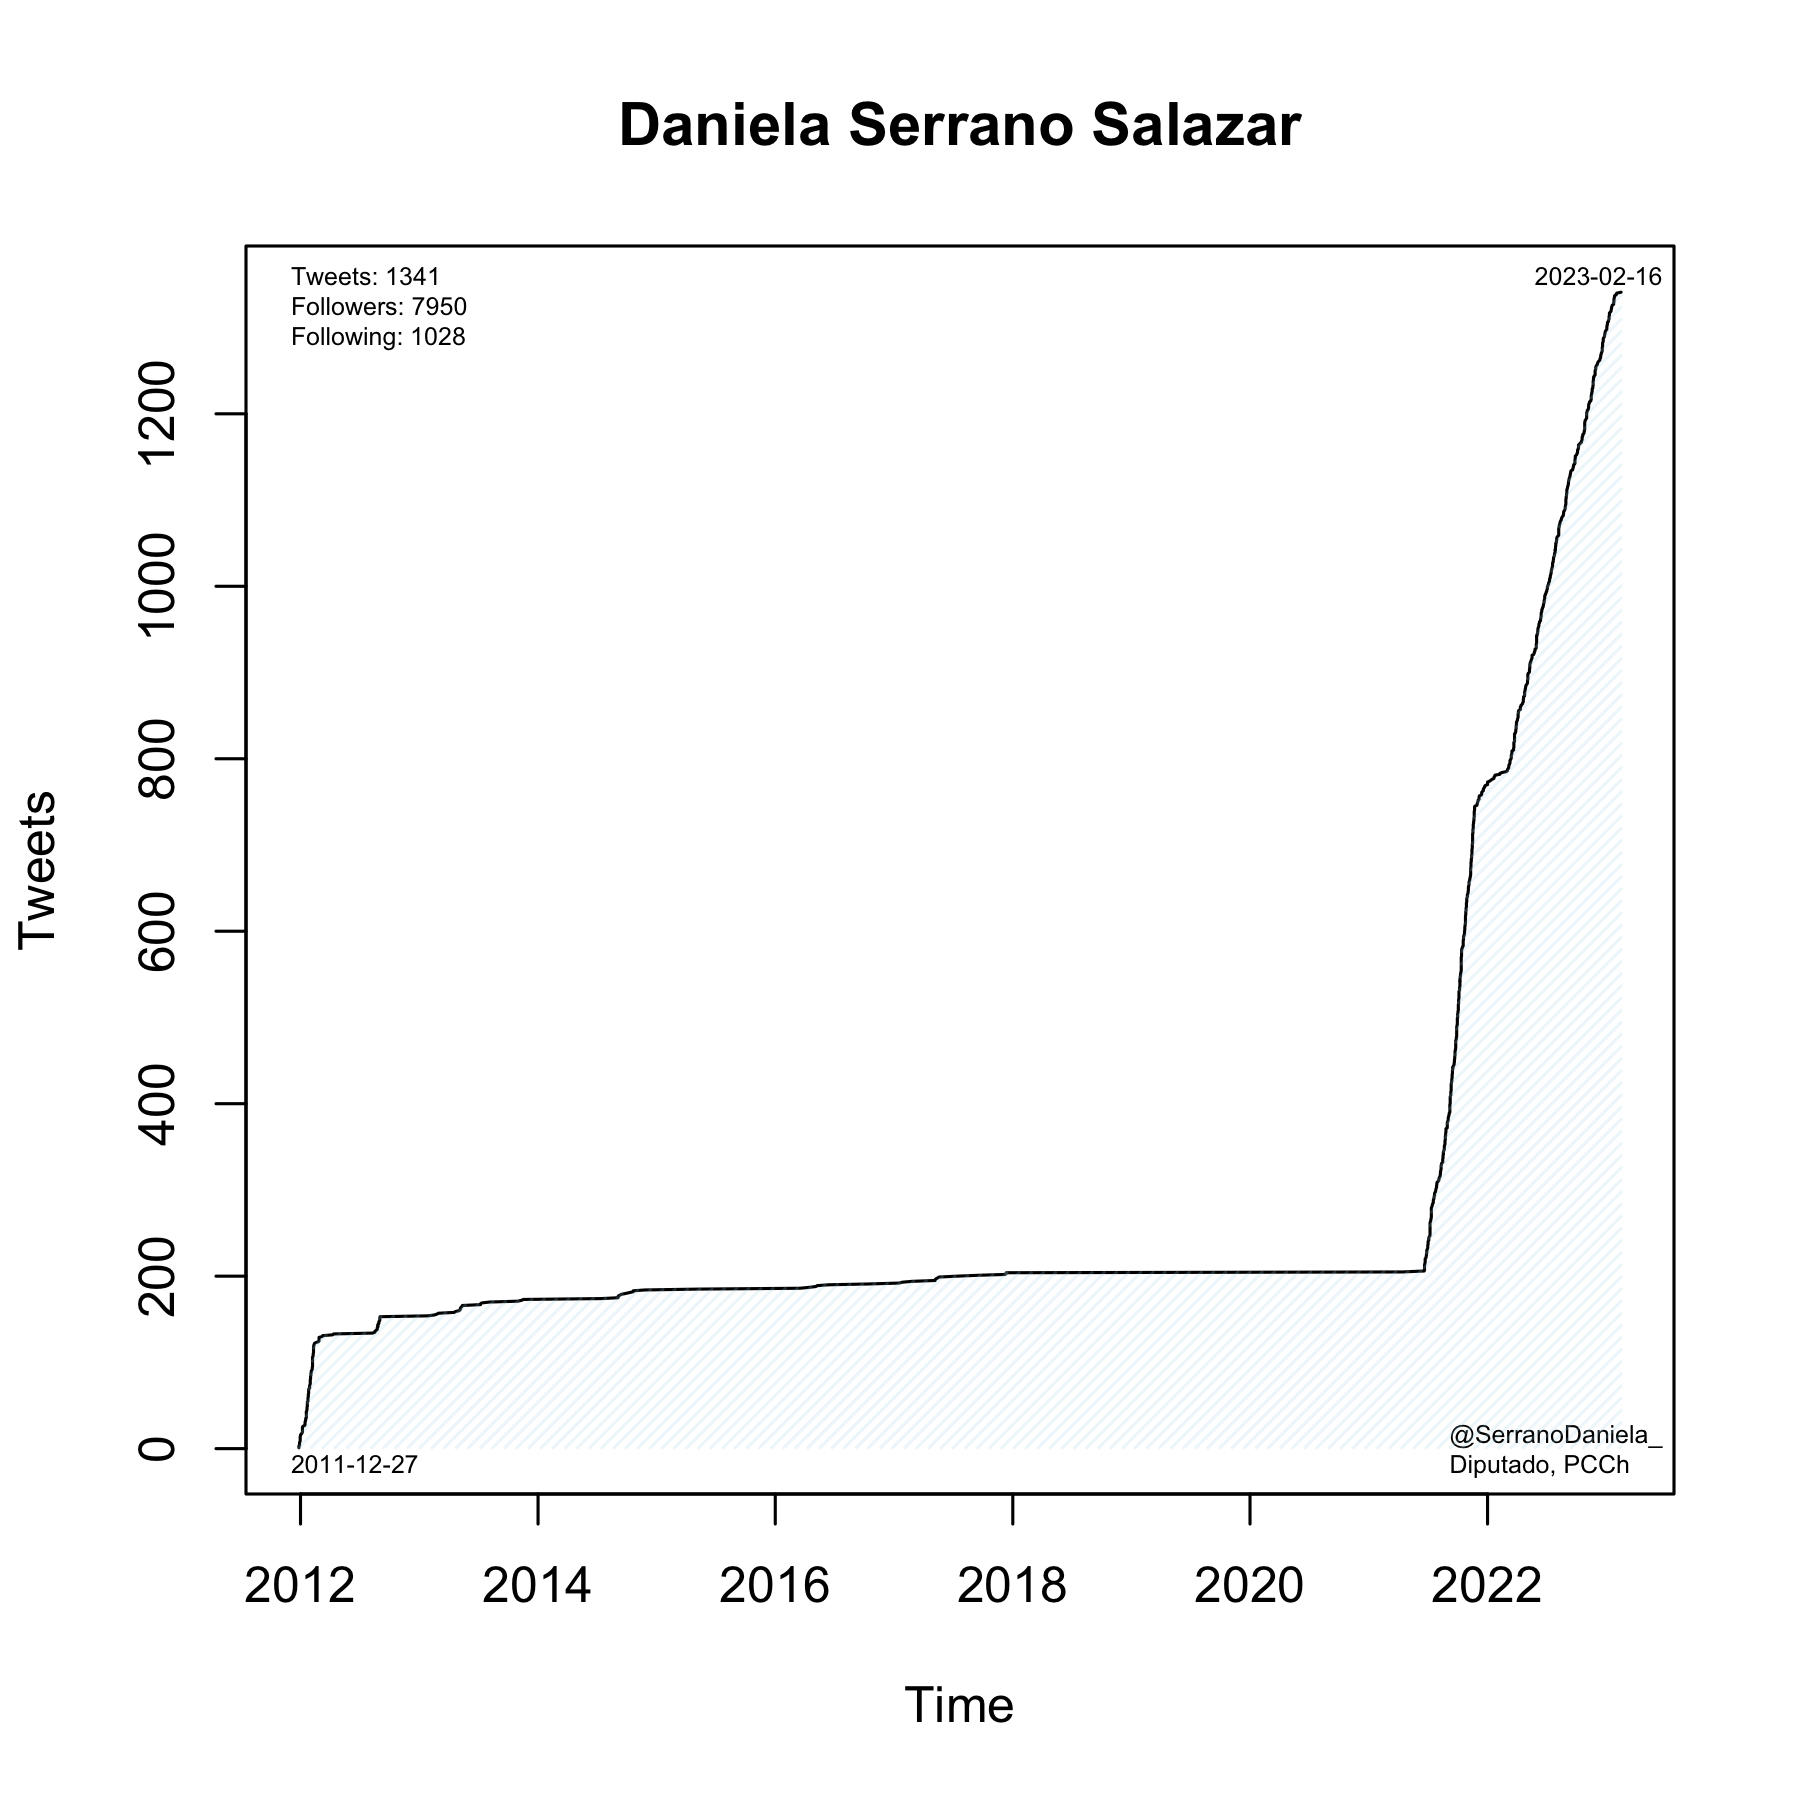 Daniela Serrano Salazar
Tweets: 1341
Followers: 7950
Following: 1028
2023-02-16
1200
1000
800
600
400
200
0
Tweets
@SerranoDaniela_
Diputado, PCCh
2011-12-27
2012 2014 2016 2018 2020 2022
Time